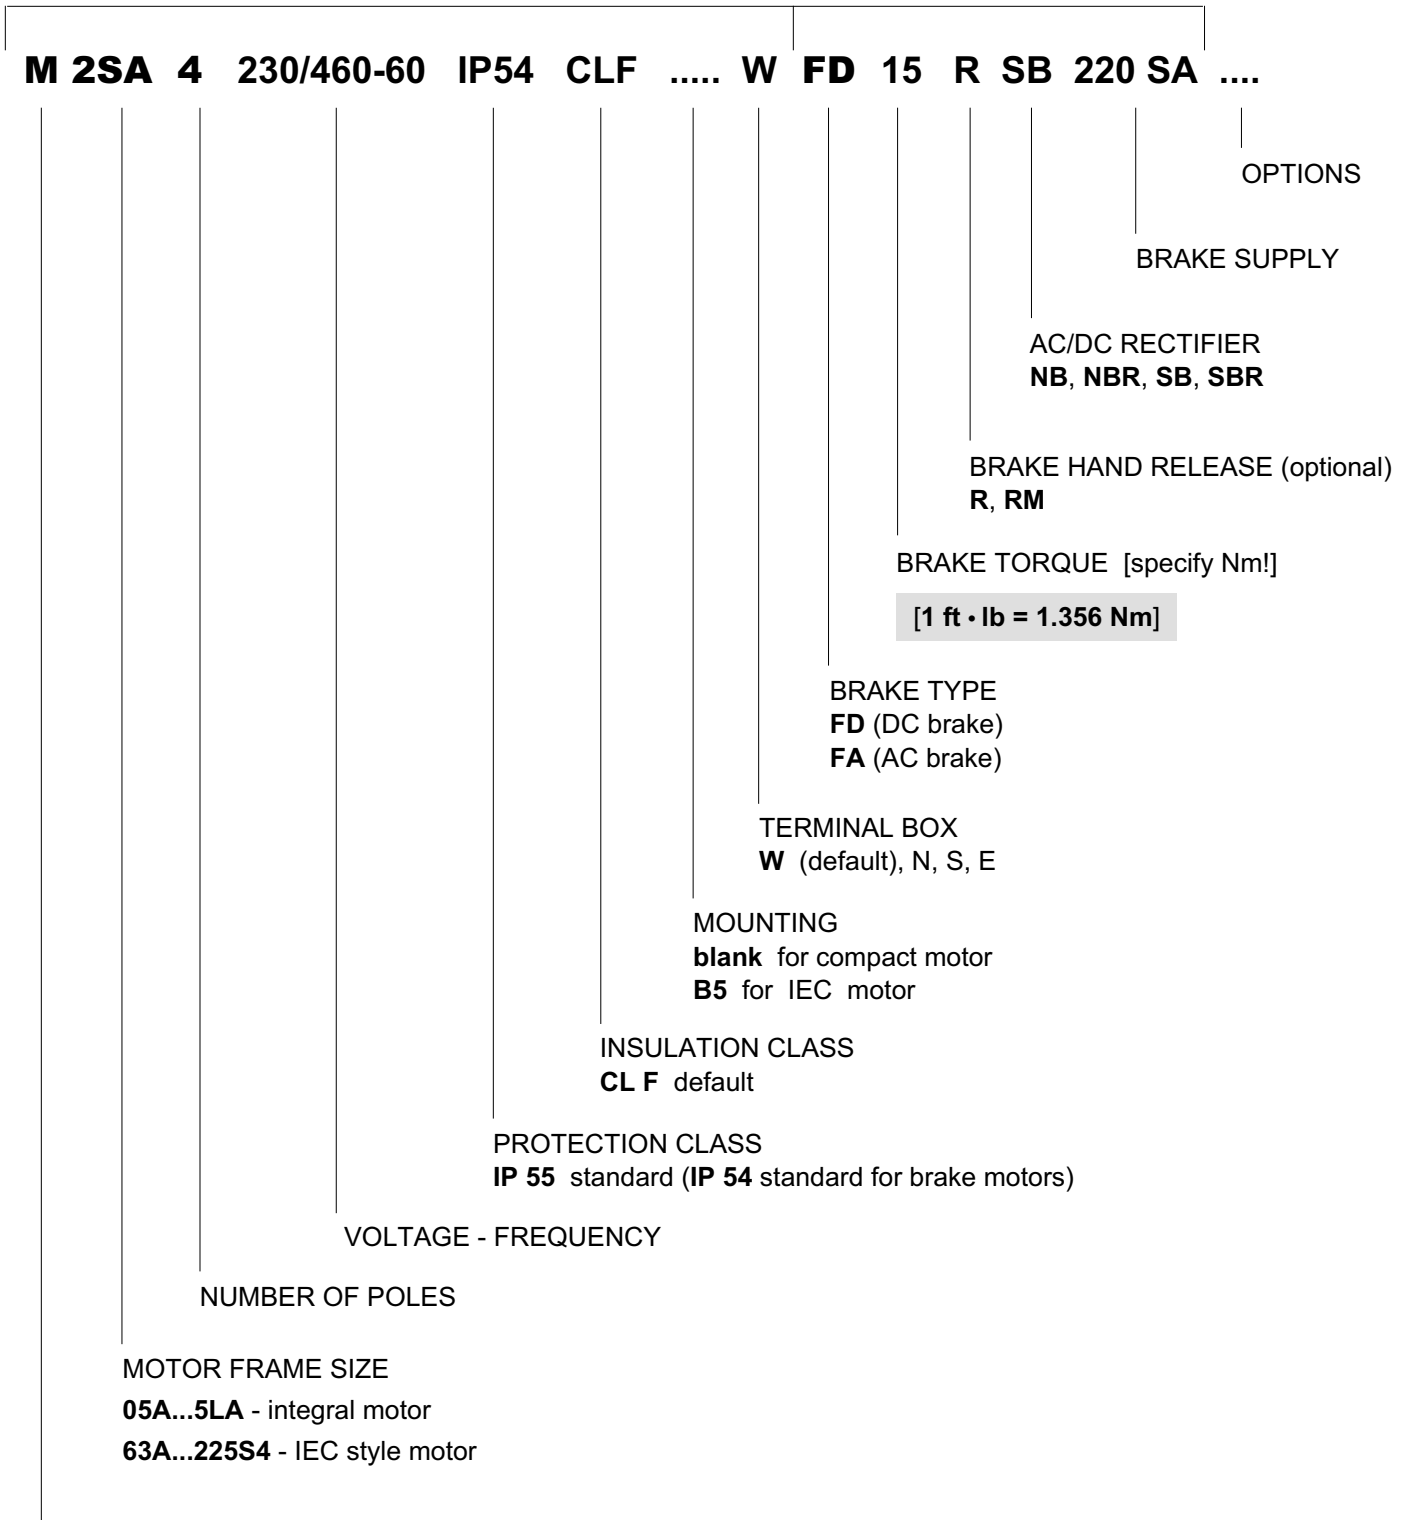 M 2SA 4 230/460-60 IP54 CLF ..... W FD 15 R SB 220 SA ....
OPTIONS
BRAKE SUPPLY
AC/DC RECTIFIER
NB, NBR, SB, SBR
BRAKE HAND RELEASE (optional)
R, RM
BRAKE TORQUE [specify Nm!]
[1 ft • lb = 1.356 Nm]
BRAKE TYPE
FD (DC brake)
FA (AC brake)
TERMINAL BOX
W (default), N, S, E
MOUNTING
blank for compact motor
B5 for IEC motor
INSULATION CLASS
CL F default
PROTECTION CLASS
IP 55 standard (IP 54 standard for brake motors)
VOLTAGE - FREQUENCY
NUMBER OF POLES
MOTOR FRAME SIZE
05A...5LA - integral motor
63A...225S4 - IEC style motor